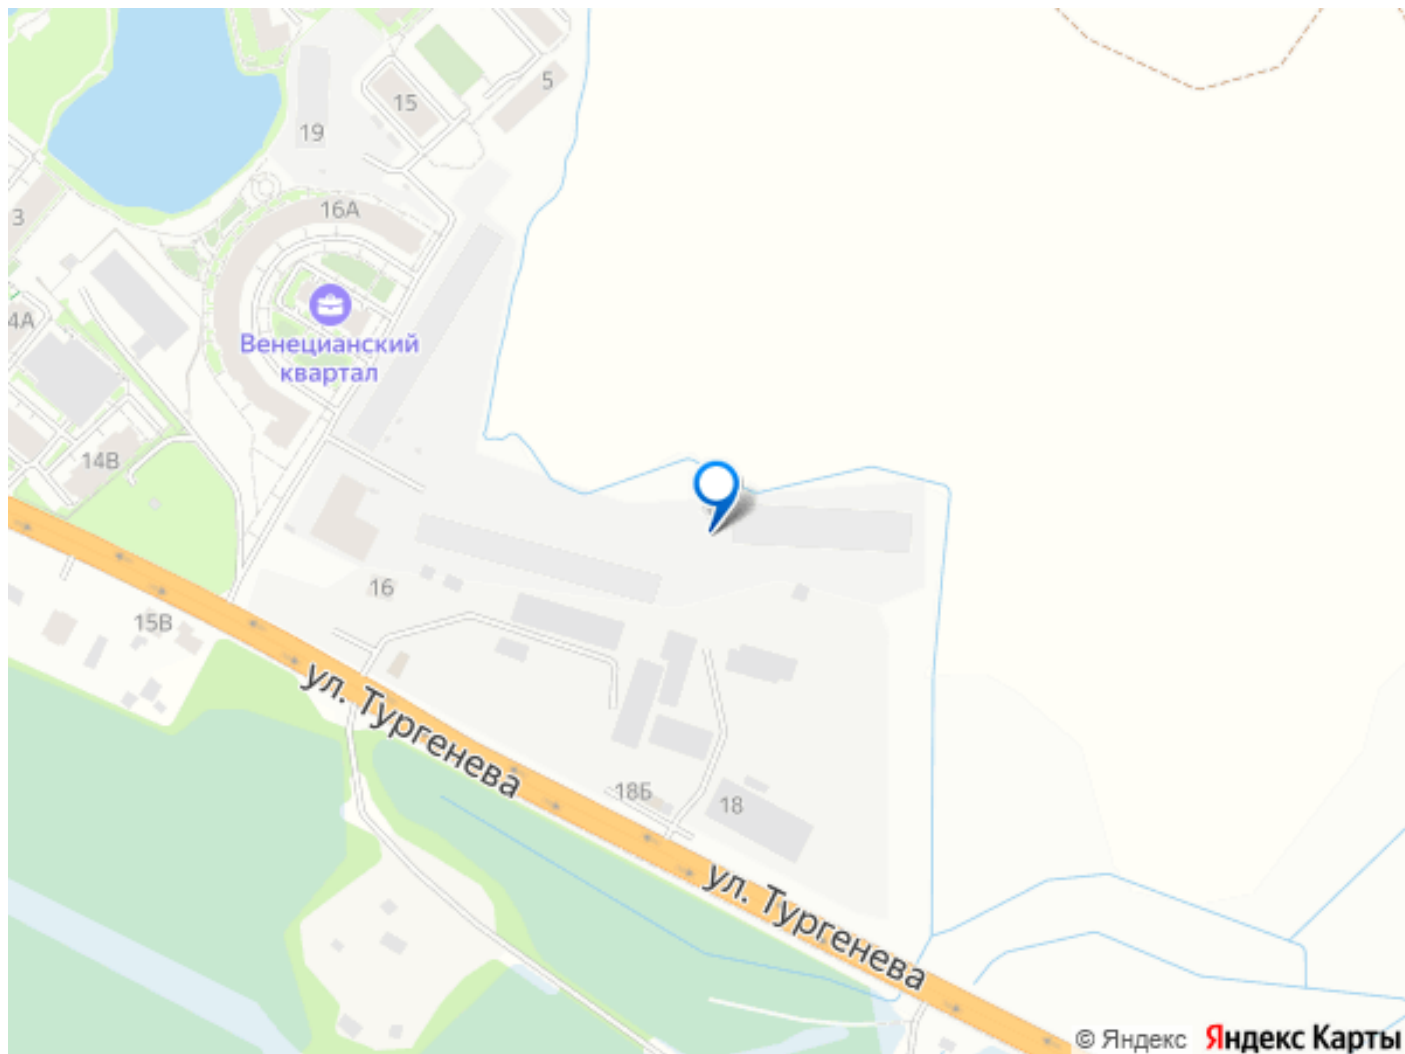 5
15
19
16А
3
4А
Венецианский
квартал
14В
16
15В
ул. Тургенева
18Б
18
ул. Тургенева
© Яндекс Яндекс Карты